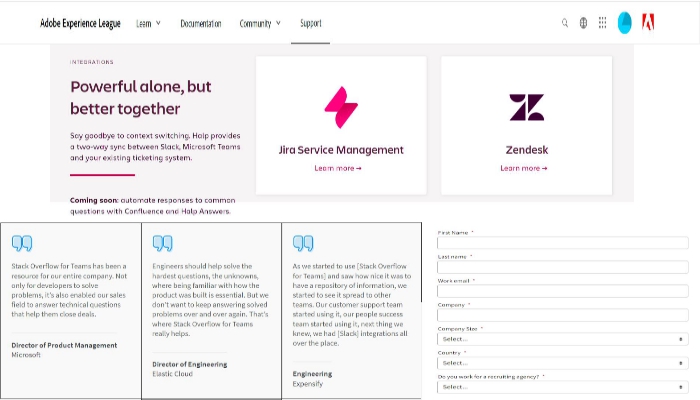 Adobe Experience League Learn Documentation Community Support
INTEGRATIONS
Powerful alone, but
better together
Say goodbye to context switching. Halp provides
a two-way sync between Slack, Microsoft Teams
and your existing ticketing system.
Coming soon: automate responses to common
questions with Confluence and Halp Answers.
Jira Service Management
Learn more →
Zendesk
Learn more →
Stack Overflow for Teams has been a
resource for our entire company. Not
only for developers to solve
problems, it's also enabled our sales
field to answer technical questions
that help them close deals.
Director of Product Management
Microsoft
Engineers should help solve the
hardest questions, the unknowns,
where being familiar with how the
product was built is essential. But we
don't want to keep answering solved
problems over and over again. That's
where Stack Overflow for Teams
really helps.
Director of Engineering
Elastic Cloud
As we started to use [Stack Overflow
for Teams] and saw how nice it was to
have a repository of information, we
started to see it spread to other
teams. Our customer support team
started using it, our people success
team started using it, next thing we
knew, we had [Slack] integrations all
over the place.
Engineering
Expensify
First Name *
Last name *
Work email *
Company *
Company Size *
Select...
Country *
Select...
Do you work for a recruiting agency? *
Select...